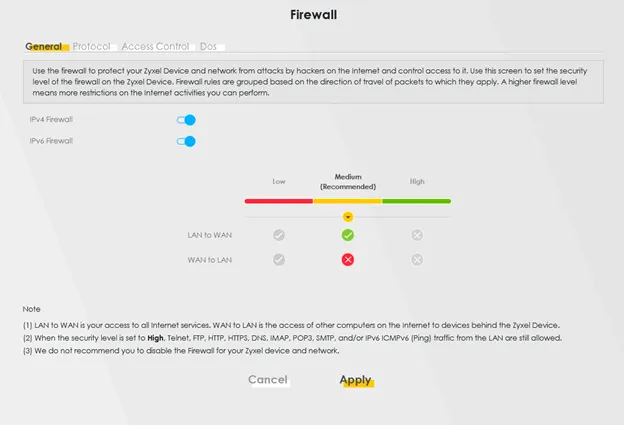 Firewall
General Protocol Access Control Dos
Use the firewall to protect your Zyxel Device and network from attacks by hackers on the Internet and control access to it. Use this screen to set the security
level of the firewall on the Zyxel Device. Firewall rules are grouped based on the direction of travel of packets to which they apply. A higher firewall level
means more restrictions on the Internet activities you can perform.
IPv4 Firewall
IPv6 Firewall
Low Medium (Recommended) High
LAN to WAN
WAN to LAN
Note
(1) LAN to WAN is your access to all Internet services. WAN to LAN is the access of other computers on the Internet to devices behind the Zyxel Device.
(2) When the security level is set to High, Telnet, FTP, HTTP, HTTPS, DNS, IMAP, POP3, SMTP, and/or IPv6 ICMPv6 (Ping) traffic from the LAN are still allowed.
(3) We do not recommend you to disable the Firewall for your Zyxel device and network.
Cancel Apply